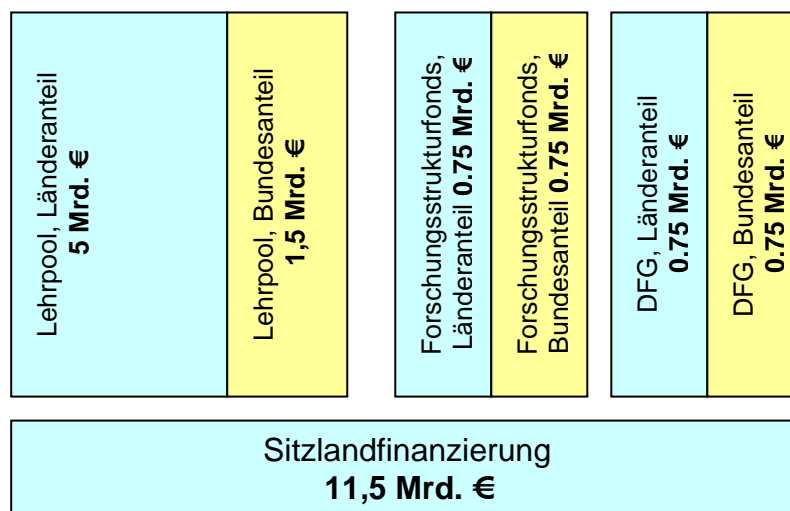 Lehrpool, Länderanteil
5 Mrd. €
Lehrpool, Bundesanteil
1,5 Mrd. €
Forschungsstrukturfonds,
Länderanteil 0.75 Mrd. €
Forschungsstrukturfonds,
Bundesanteil 0.75 Mrd. €
DFG, Länderanteil
0.75 Mrd. €
DFG, Bundesanteil
0.75 Mrd. €
Sitzlandfinanzierung
11,5 Mrd. €